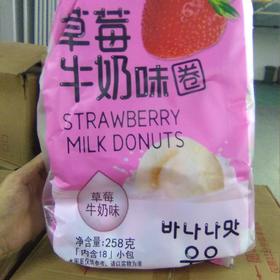 草莓
牛奶味圈
STRAWBERRY
MILK DONUTS
草莓
牛奶味
바나나맛
净含量:258克
「内含18」小包